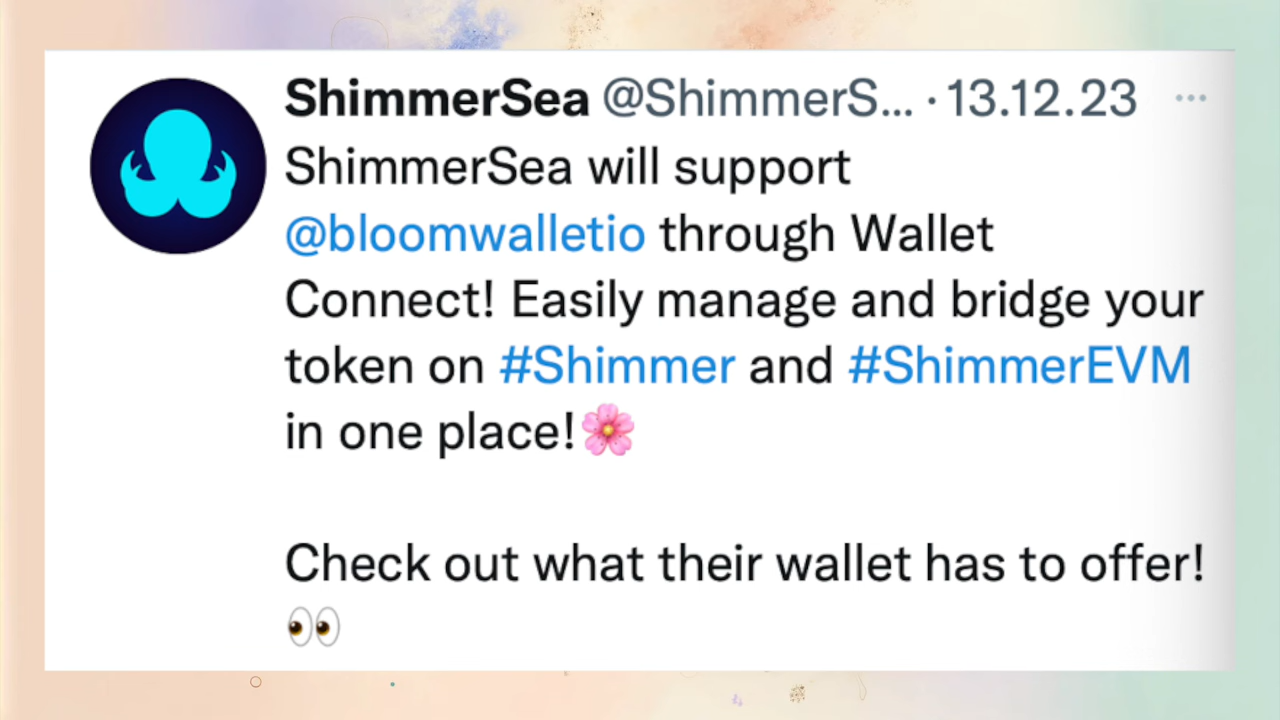 ShimmerSea @ShimmerS... · 13.12.23 ...
ShimmerSea will support
@bloomwalletio through Wallet
Connect! Easily manage and bridge your
token on #Shimmer and #ShimmerEVM
in one place!🌸
Check out what their wallet has to offer!
👀